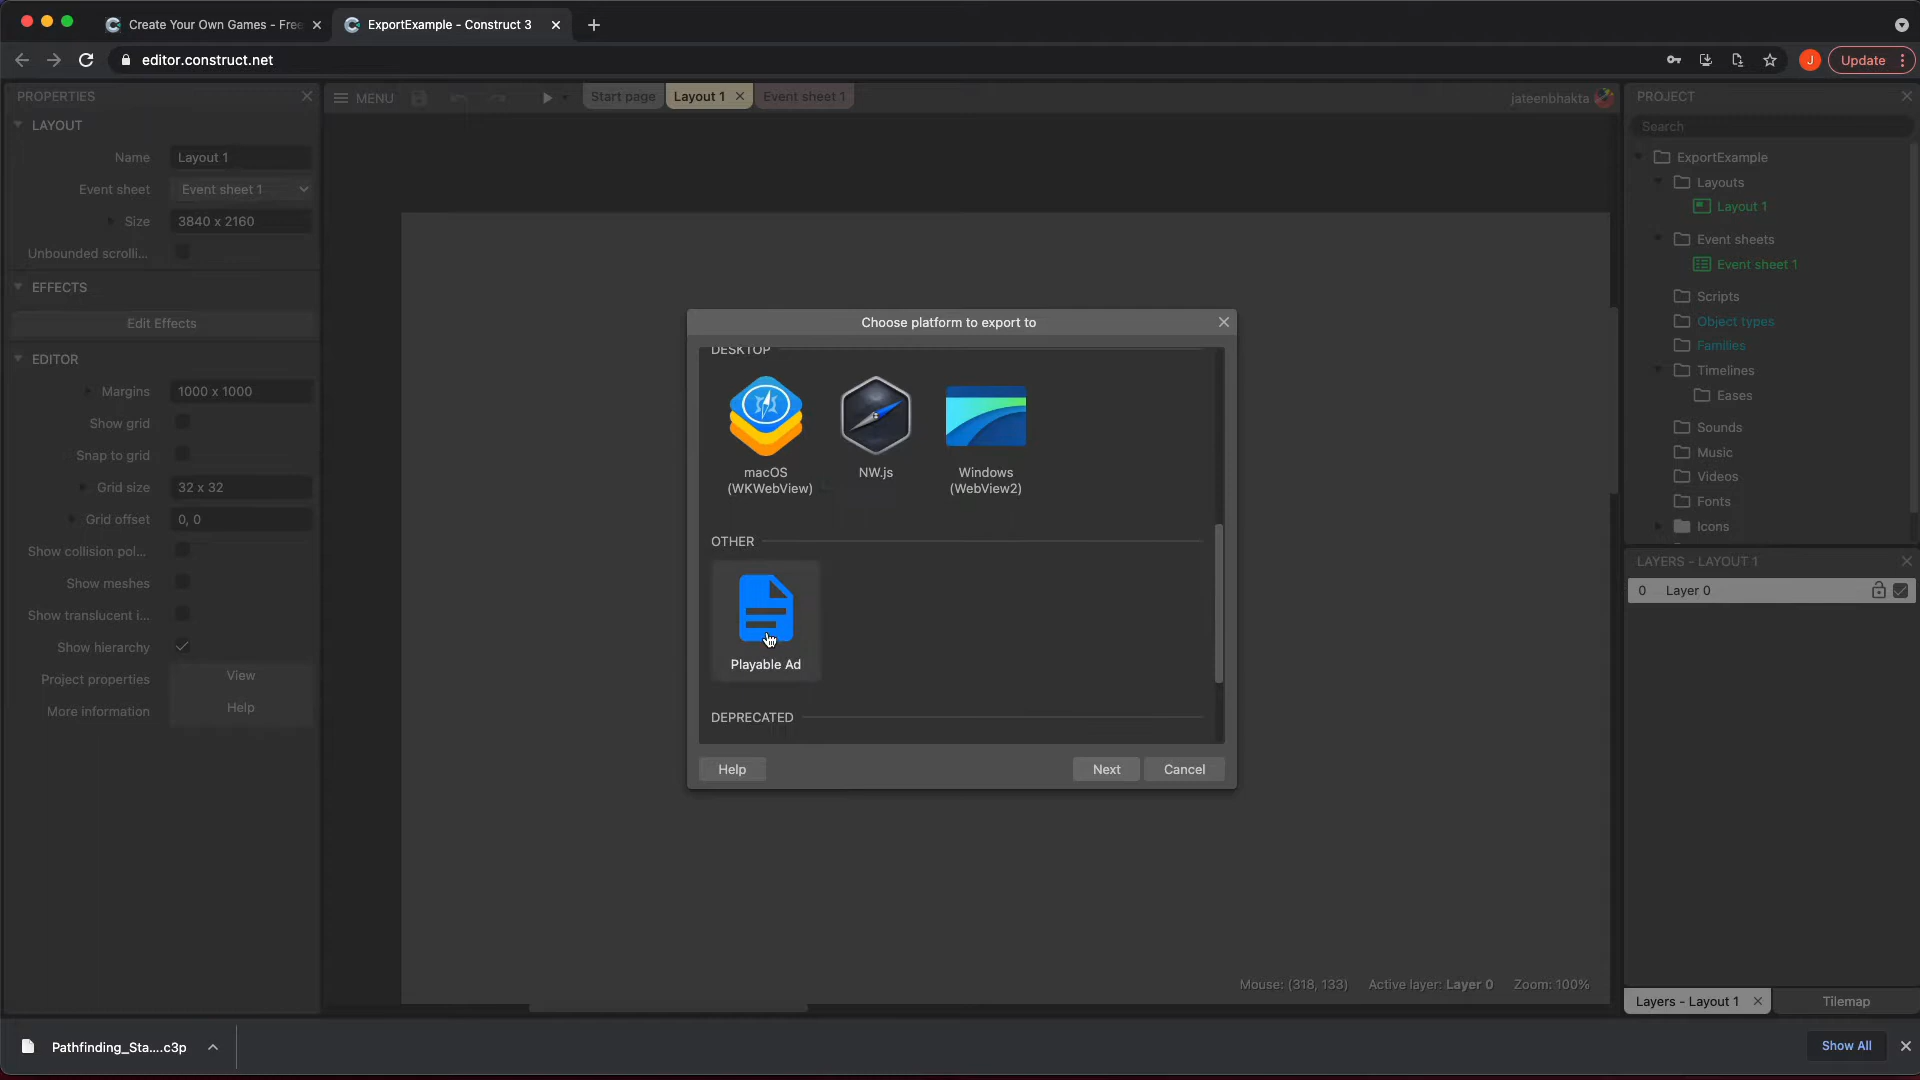 Create Your Own Games - Free
ExportExample - Construct 3
editor.construct.net
J
Update
PROPERTIES
MENU
Start page
Layout 1
Event sheet 1
jateenbhakta
PROJECT
LAYOUT
Search
Name
Layout 1
Event sheet
Event sheet 1
Size
3840 x 2160
Unbounded scrolli...
EFFECTS
Edit Effects
EDITOR
Margins
1000 x 1000
Show grid
Snap to grid
Grid size
32 x 32
Grid offset
0, 0
Show collision pol...
Show meshes
Show translucent i...
Show hierarchy
Project properties
View
More information
Help
Choose platform to export to
DESKTOP
macOS
(WKWebView)
NW.js
Windows
(WebView2)
OTHER
Playable Ad
DEPRECATED
Help
Next
Cancel
ExportExample
Layouts
Layout 1
Event sheets
Event sheet 1
Scripts
Object types
Families
Timelines
Eases
Sounds
Music
Videos
Fonts
Icons
LAYERS - LAYOUT 1
0
Layer 0
Mouse: (318, 133)
Active layer: Layer 0
Zoom: 100%
Layers - Layout 1
Tilemap
Pathfinding_Sta....c3p
Show All